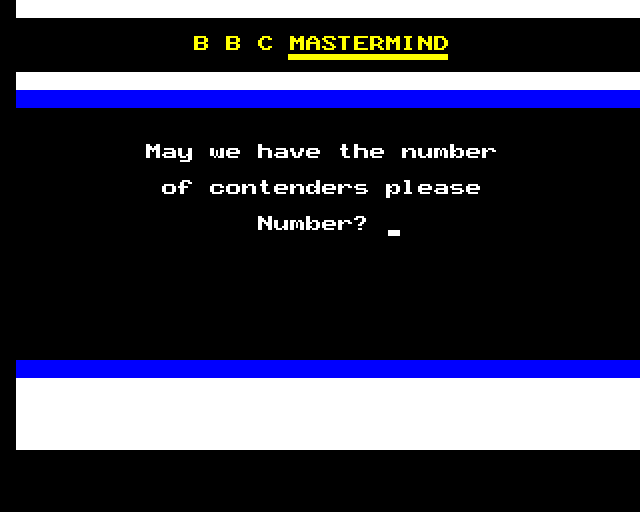 B B C MASTERMIND
May we have the number
of contenders please
Number? _